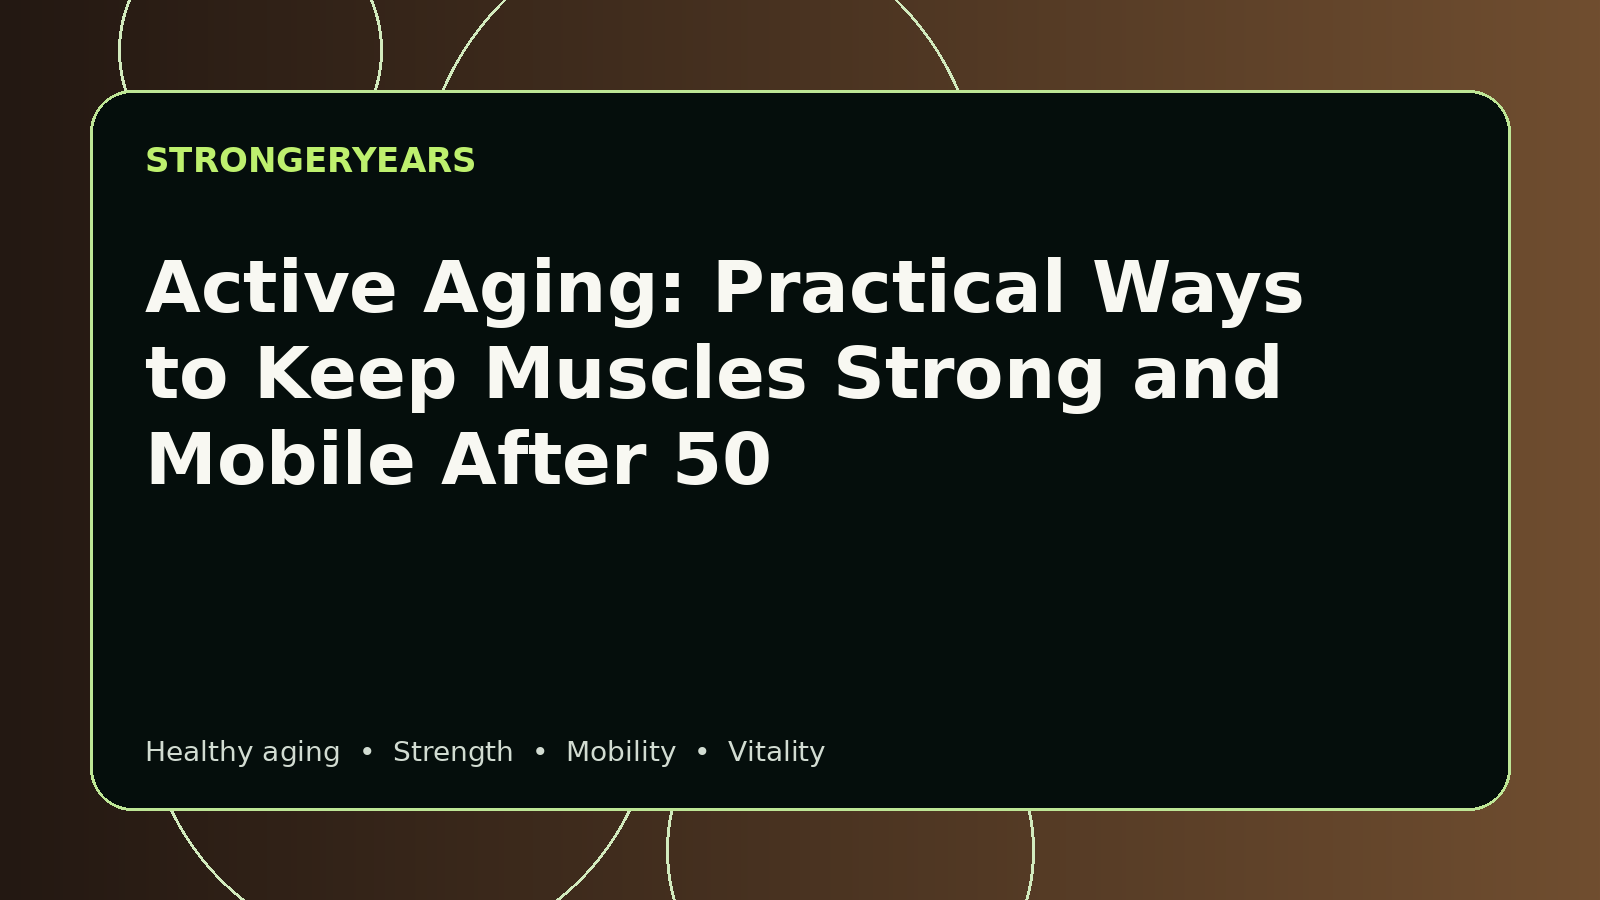 STRONGERYEARS
Active Aging: Practical Ways
to Keep Muscles Strong and
Mobile After 50
Healthy aging • Strength • Mobility • Vitality